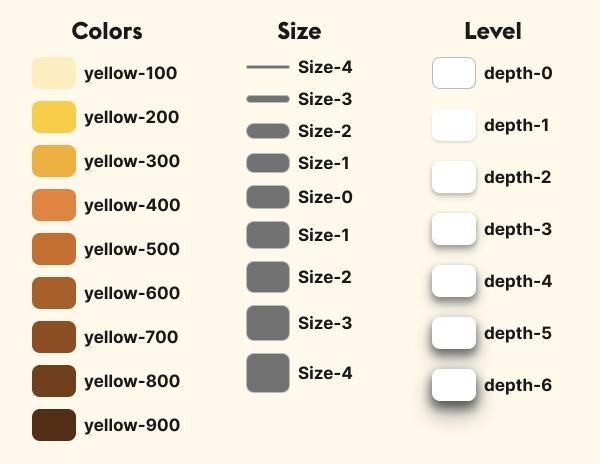 Colors
yellow-100
yellow-200
yellow-300
yellow-400
yellow-500
yellow-600
yellow-700
yellow-800
yellow-900
Size
Size-4
Size-3
Size-2
Size-1
Size-0
Size-1
Size-2
Size-3
Size-4
Level
depth-0
depth-1
depth-2
depth-3
depth-4
depth-5
depth-6